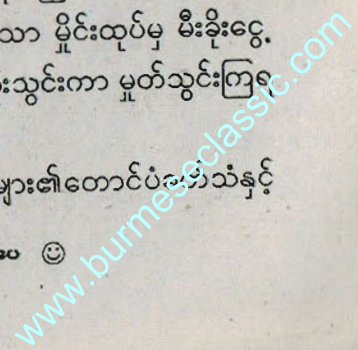 သော မှိုင်းထုပ်မှ မီးခိုးငွေ့
းသွင်းကာ မှုတ်သွင်းကြရ
များ၏တောင်ပံခတ်သံနှင့်
ပေ ☺
www.burmeseclassic.com